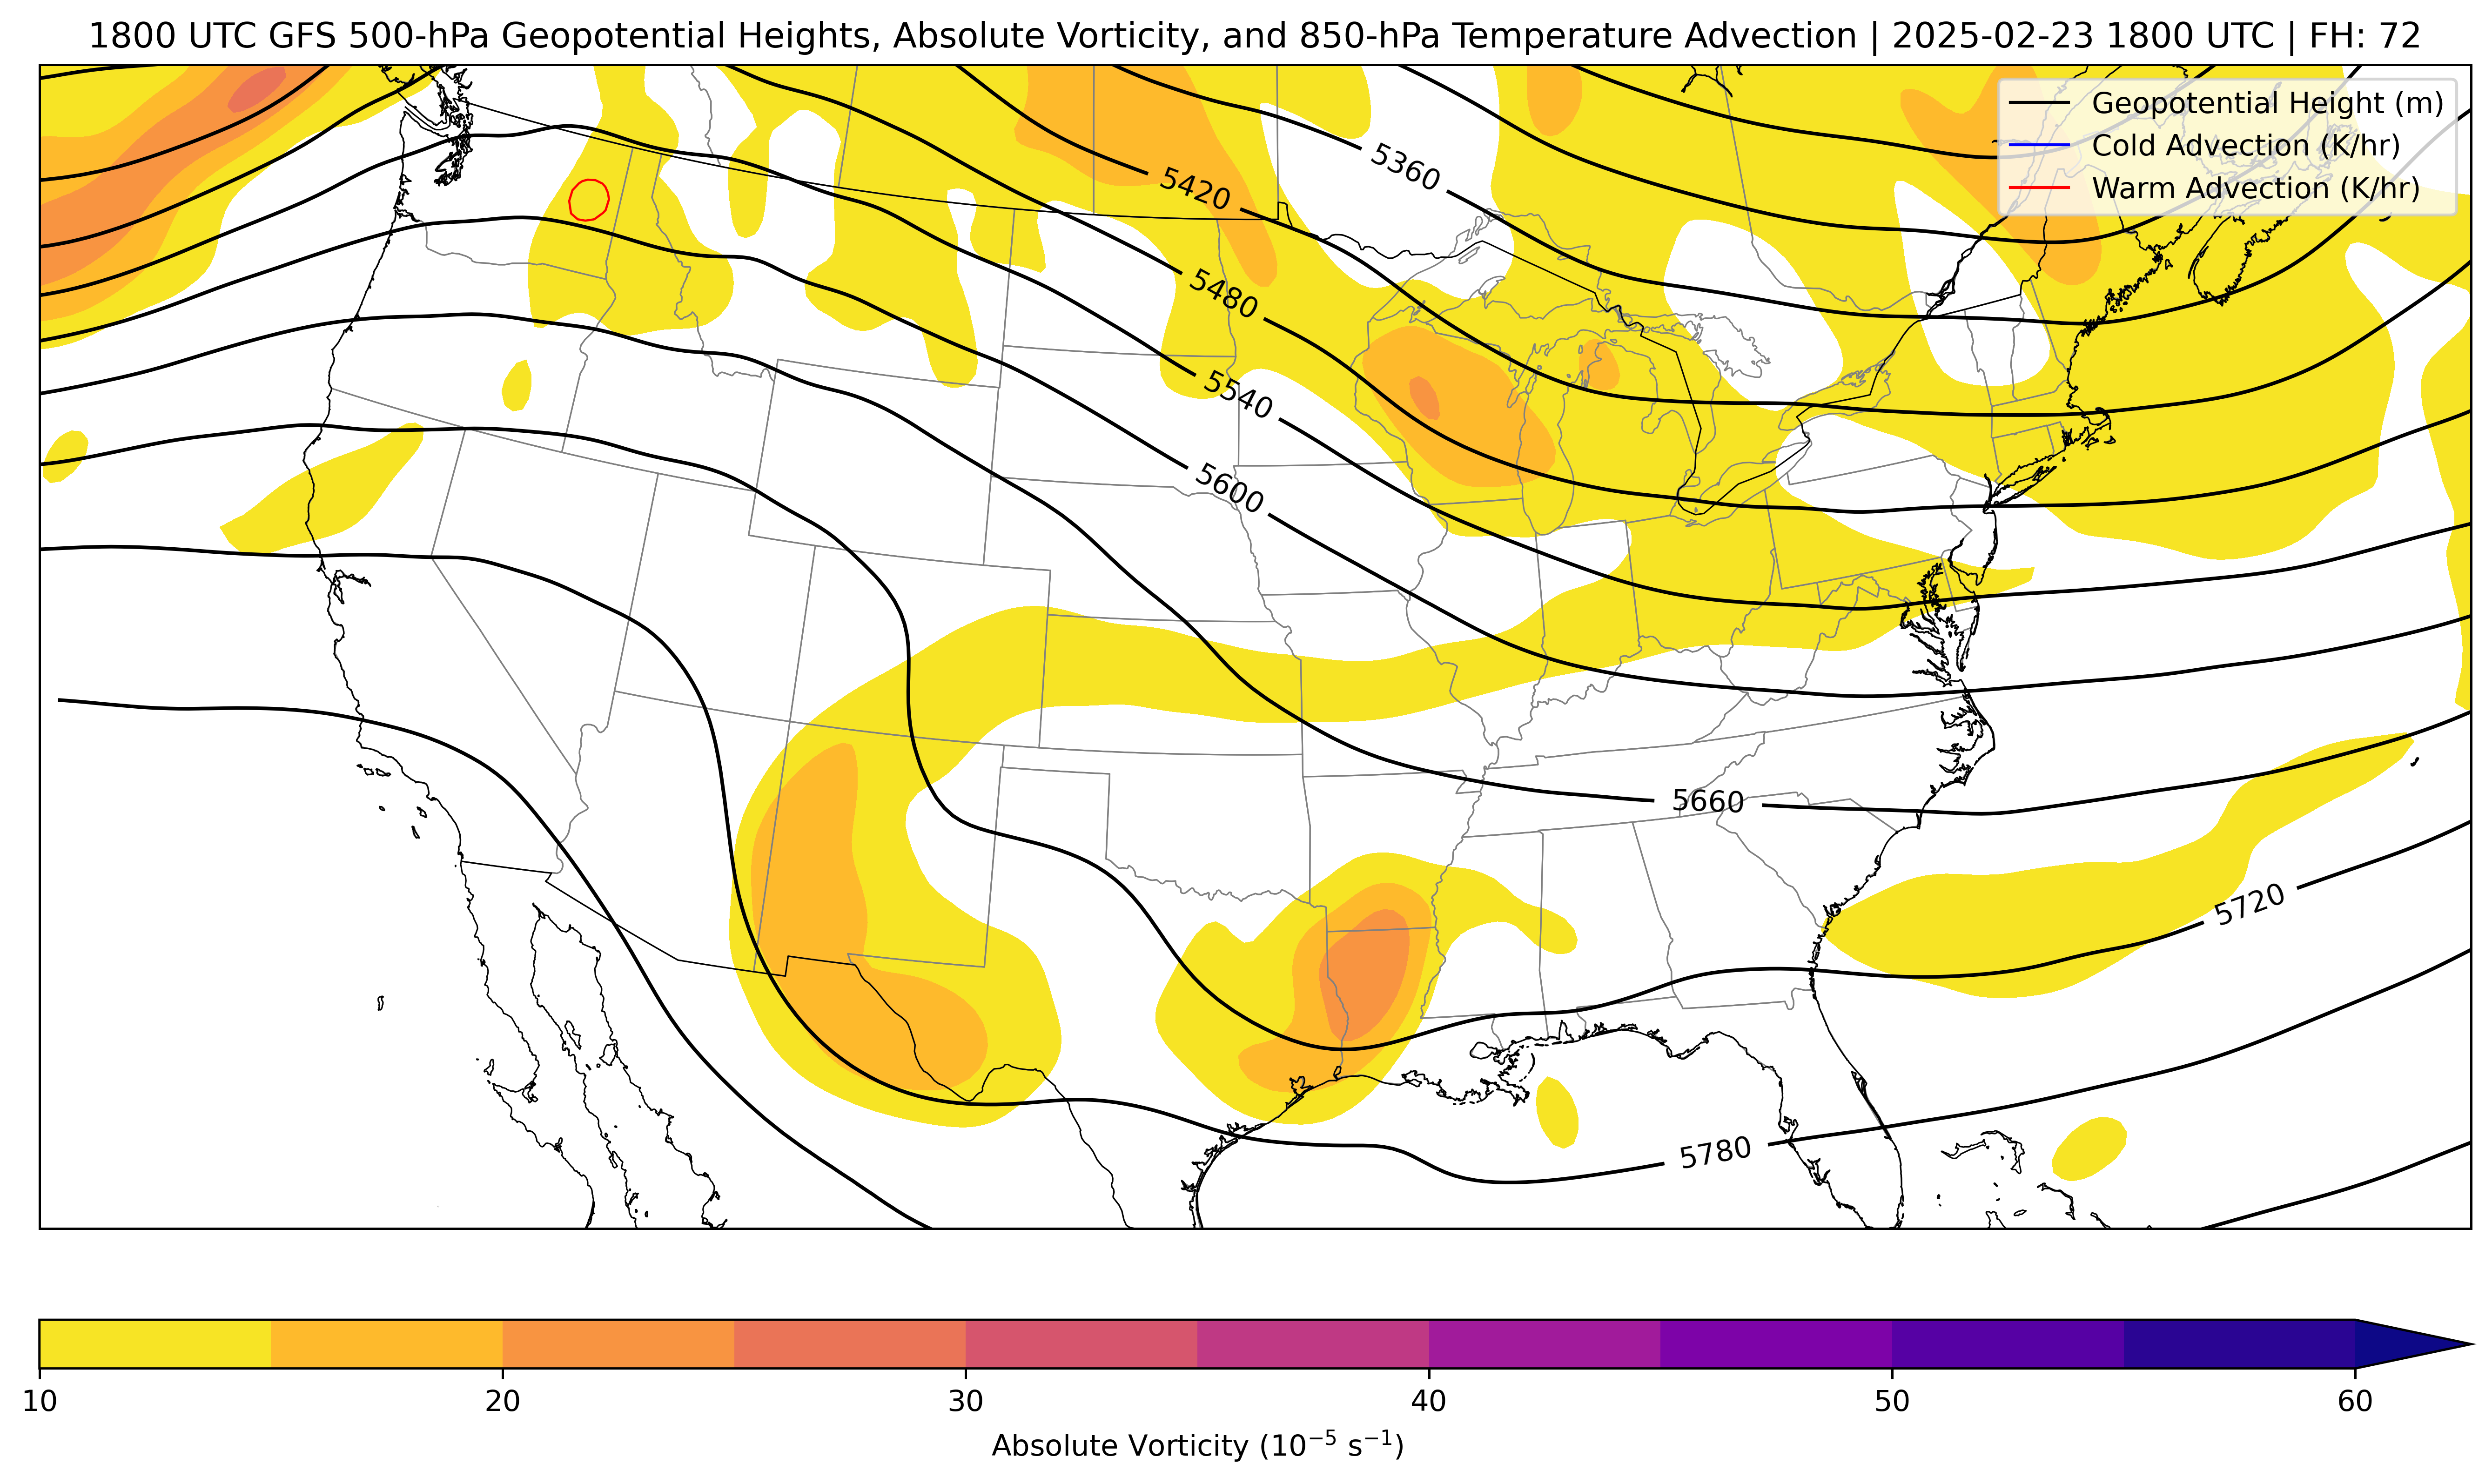 1800 UTC GFS 500-hPa Geopotential Heights, Absolute Vorticity, and 850-hPa Temperature Advection | 2025-02-23 1800 UTC | FH: 72
Geopotential Height (m)
Cold Advection (K/hr)
Warm Advection (K/hr)
5360
5420
5480
5540
5600
5660
5720
5780
10 20 30 40 50 60
Absolute Vorticity (10⁻⁵ s⁻¹)